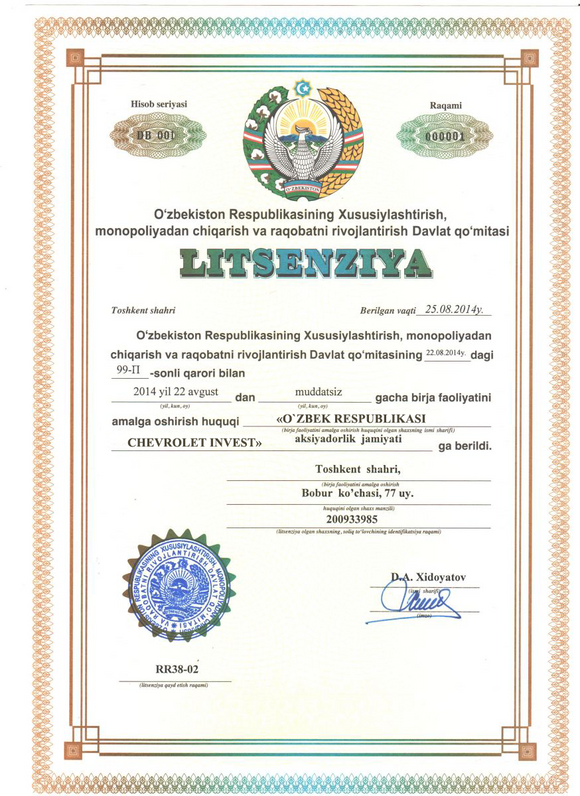 Hisob seriyasi
DB 001
Raqami
000001
O'ZBEKISTON
O'zbekiston Respublikasining Xususiylashtirish,
monopoliyadan chiqarish va raqobatni rivojlantirish Davlat qo'mitasi
LITSENZIYA
Toshkent shahri
Berilgan vaqti 25.08.2014y.
O'zbekiston Respublikasining Xususiylashtirish, monopoliyadan
chiqarish va raqobatni rivojlantirish Davlat qo'mitasining 22.08.2014y. dagi
99-П -sonli qarori bilan
2014 yil 22 avgust dan muddatsiz gacha birja faoliyatini
(yil, kun, oy) (yil, kun, oy)
amalga oshirish huquqi «O`ZBEK RESPUBLIKASI
(birja faoliyatini amalga oshirish huquqini olgan shaxsning ismi sharifi)
CHEVROLET INVEST» aksiyadorlik jamiyati ga berildi.
Toshkent shahri,
(birja faoliyatini amalga oshirish
Bobur ko'chasi, 77 uy.
huquqini olgan shaxs manzili)
200933985
(litsenziya olgan shaxsning, soliq to'lovchining identifikatsiya raqami)
D.A. Xidoyatov
(ismi sharifi)
(imzo)
RESPUBLIKASINING XUSUSIYLASHTIRISH, MONOPOLI
VA RAQOBATNI RIVOJLANTIRISH DAVLAT QO'MITASI
RR38-02
(litsenziya qayd etish raqami)